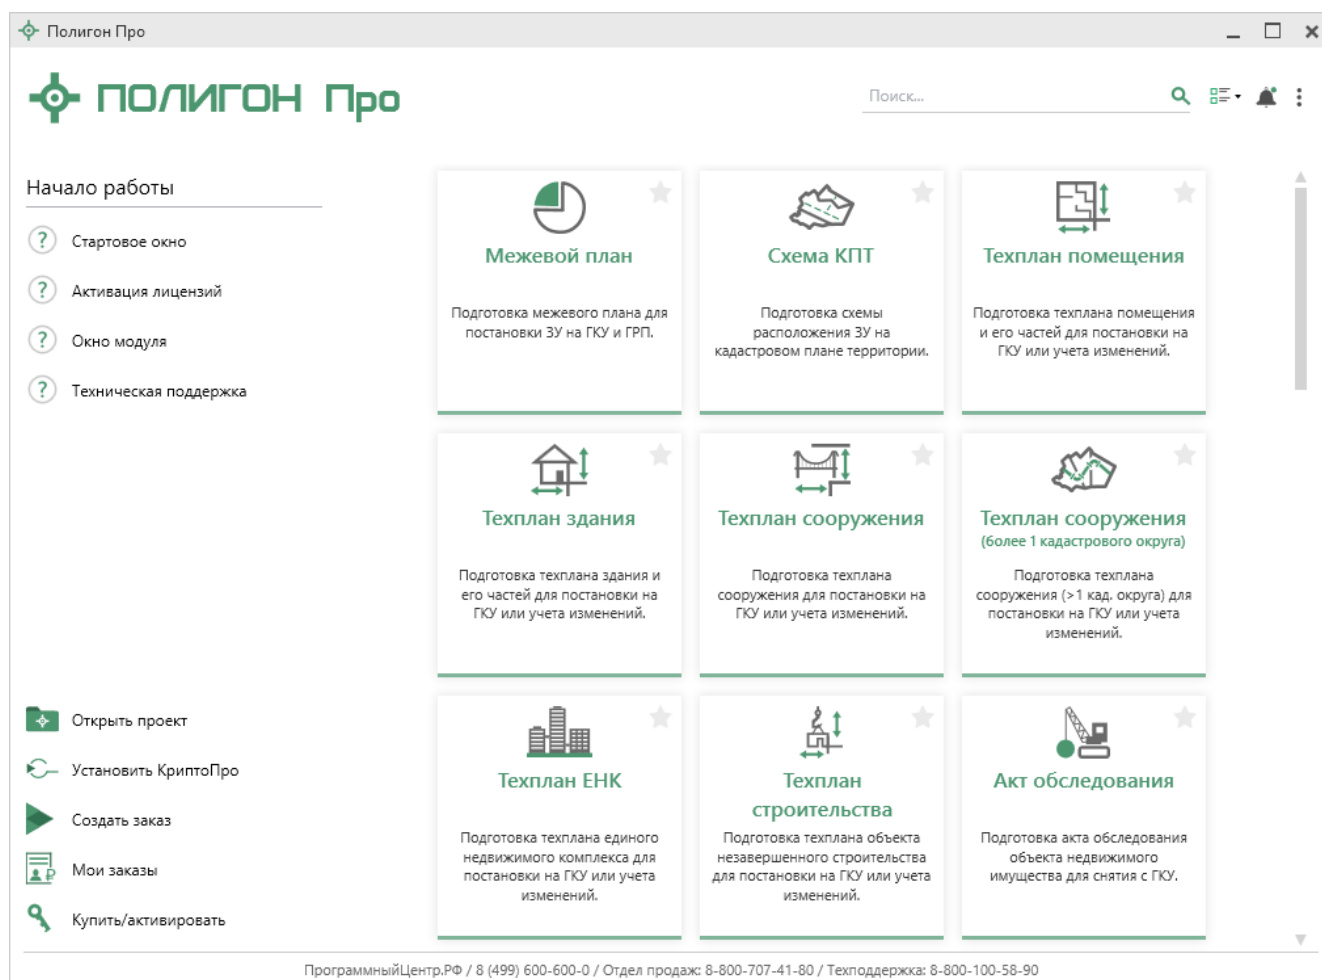 Полигон Про
ПОЛИГОН Про
Поиск...
Начало работы
Стартовое окно
Активация лицензий
Окно модуля
Техническая поддержка
Открыть проект
Установить КриптоПро
Создать заказ
Мои заказы
Купить/активировать
Межевой план
Подготовка межевого плана для
постановки ЗУ на ГКУ и ГРП.
Схема КПТ
Подготовка схемы
расположения ЗУ на
кадастровом плане территории.
Техплан помещения
Подготовка техплана помещения
и его частей для постановки на
ГКУ или учета изменений.
Техплан здания
Подготовка техплана здания и
его частей для постановки на
ГКУ или учета изменений.
Техплан сооружения
Подготовка техплана
сооружения для постановки на
ГКУ или учета изменений.
Техплан сооружения
(более 1 кадастрового округа)
Подготовка техплана
сооружения (>1 кад. округа) для
постановки на ГКУ или учета
изменений.
Техплан ЕНК
Подготовка техплана единого
недвижимого комплекса для
постановки на ГКУ или учета
изменений.
Техплан
строительства
Подготовка техплана объекта
незавершенного строительства
для постановки на ГКУ или учета
изменений.
Акт обследования
Подготовка акта обследования
объекта недвижимого
имущества для снятия с ГКУ.
ПрограммныйЦентр.РФ / 8 (499) 600-600-0 / Отдел продаж: 8-800-707-41-80 / Техподдержка: 8-800-100-58-90